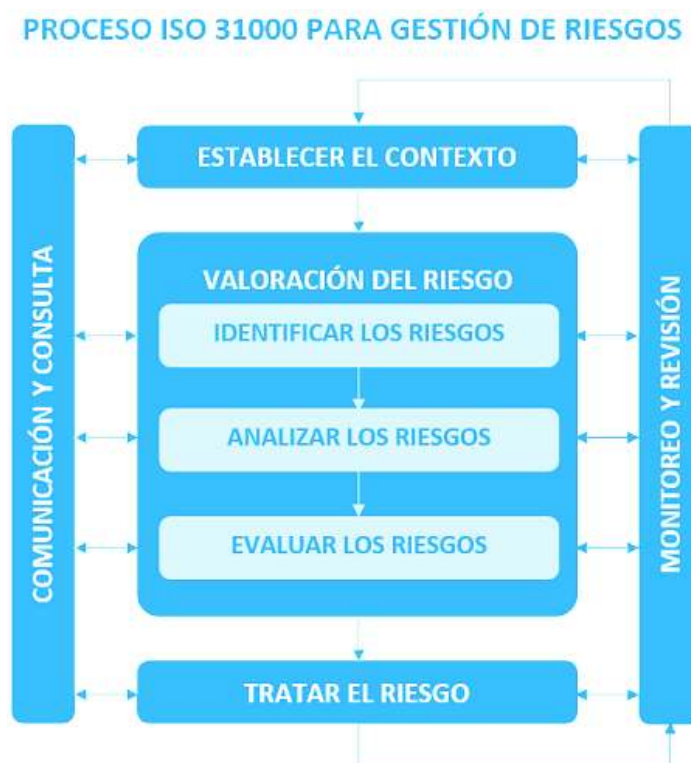 PROCESO ISO 31000 PARA GESTIÓN DE RIESGOS
ESTABLECER EL CONTEXTO
VALORACIÓN DEL RIESGO
IDENTIFICAR LOS RIESGOS
ANALIZAR LOS RIESGOS
EVALUAR LOS RIESGOS
TRATAR EL RIESGO
COMUNICACIÓN Y CONSULTA
MONITOREO Y REVISIÓN